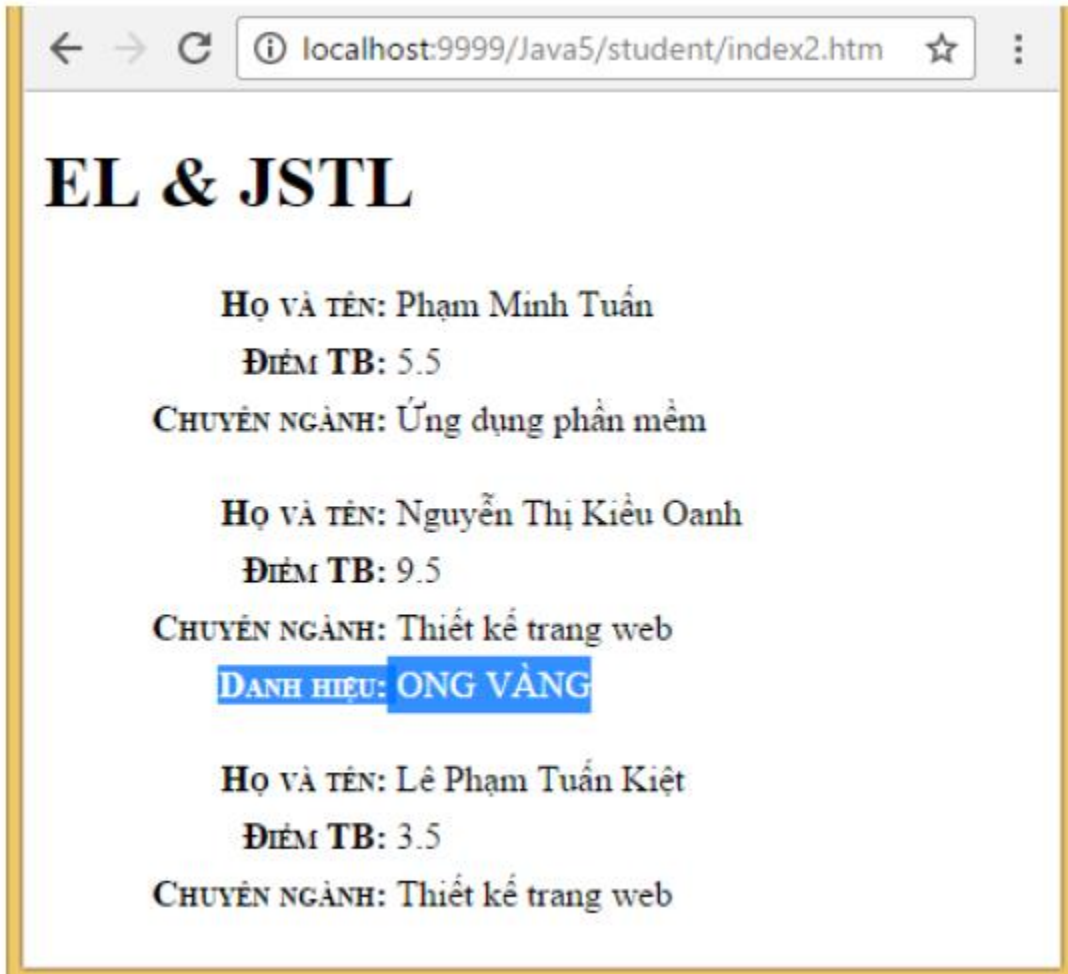 localhost:9999/Java5/student/index2.htm
EL & JSTL
Họ và tên: Phạm Minh Tuấn
Điểm TB: 5.5
Chuyên ngành: Ứng dụng phần mềm
Họ và tên: Nguyễn Thị Kiều Oanh
Điểm TB: 9.5
Chuyên ngành: Thiết kế trang web
Danh hiệu: ONG VÀNG
Họ và tên: Lê Phạm Tuấn Kiệt
Điểm TB: 3.5
Chuyên ngành: Thiết kế trang web